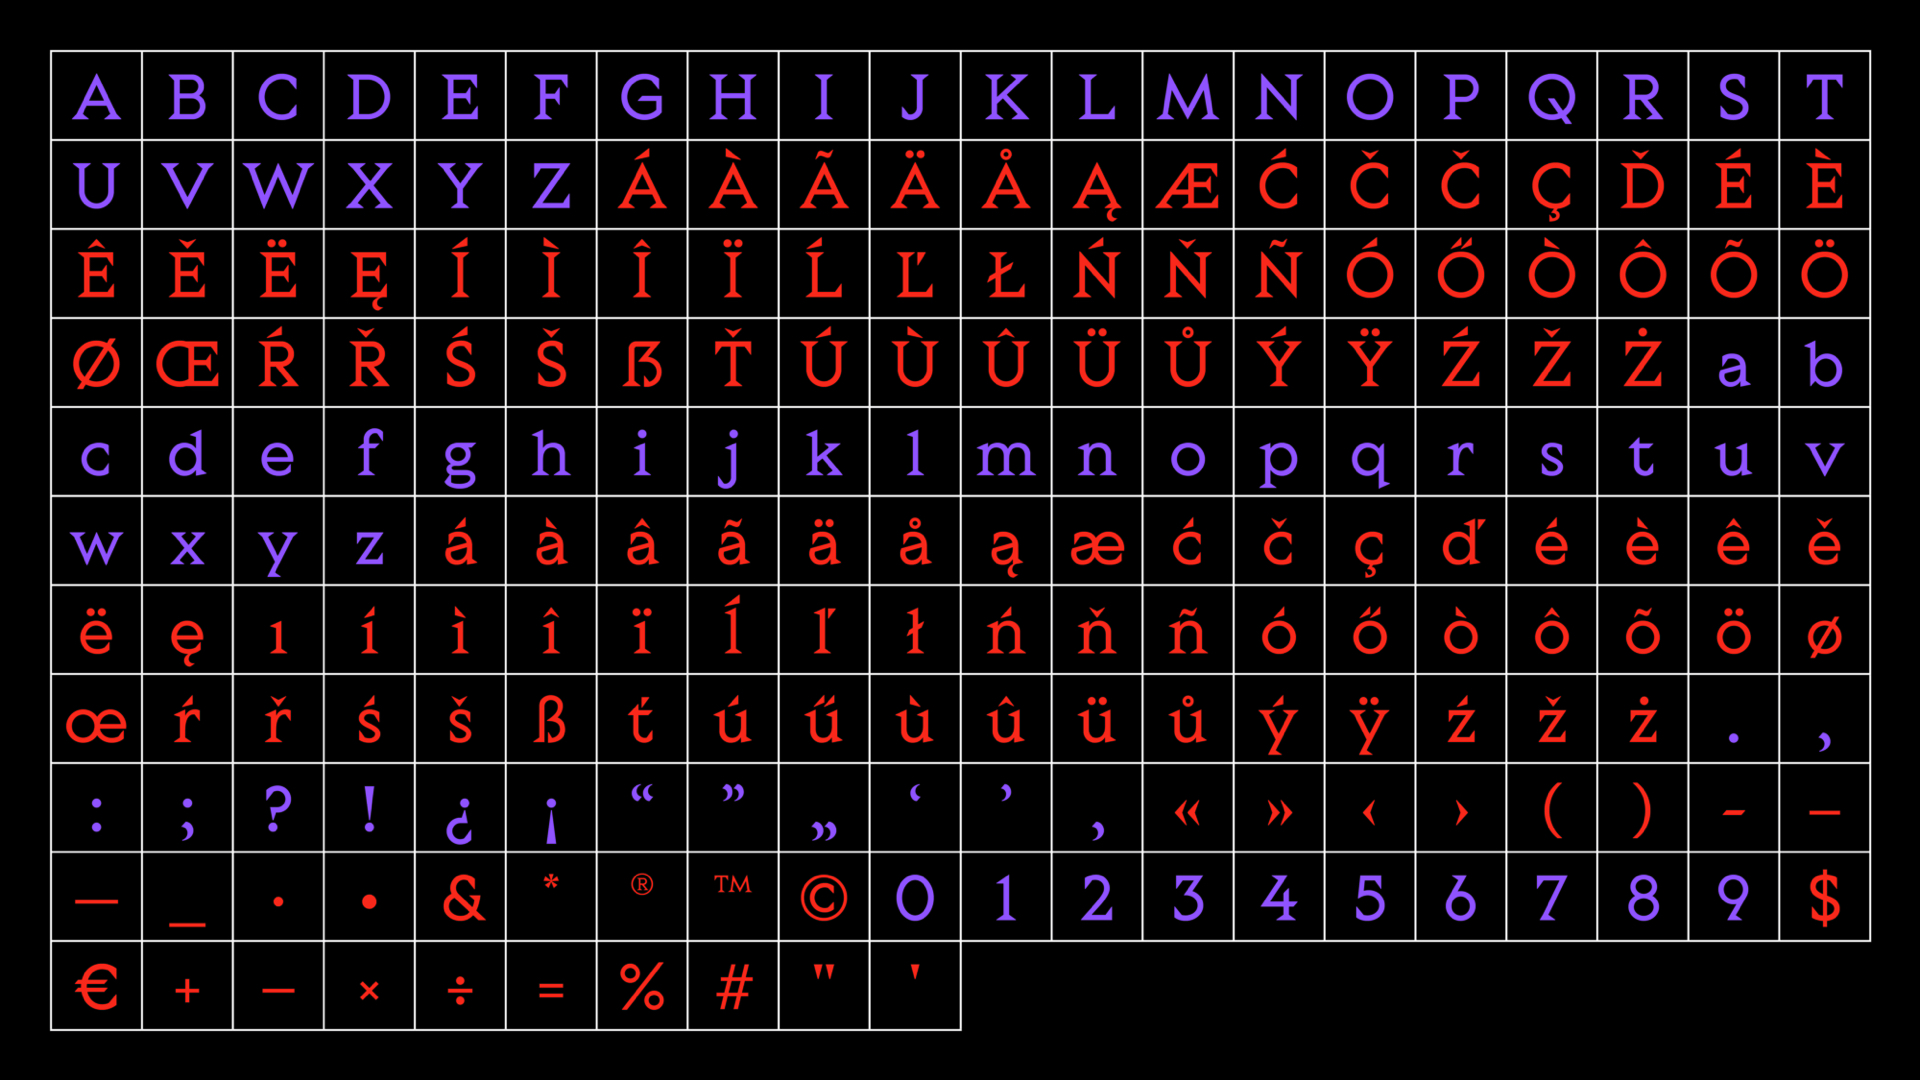 A B C D E F G H I J K L M N O P Q R S T
U V W X Y Z Á À Ã Ä Å Ą Æ Ć Č Č Ç Ď É È
Ê Ě Ë Ę Í Ì Î Ï Ĺ Ľ Ł Ń Ň Ñ Ó Ő Ò Ô Õ Ö
Ø Œ Ŕ Ř Ś Š ẞ Ť Ú Ù Û Ü Ů Ý Ÿ Ź Ž Ż a b
c d e f g h i j k l m n o p q r s t u v
w x y z á à â ã ä å ą æ ć č ç ď é è ê ě
ë ę ı í ì î ï ĺ ľ ł ń ň ñ ó ő ò ô õ ö ø
œ ŕ ř ś š ß ť ú ű ù û ü ů ý ÿ ź ž ż . ,
: ; ? ! ¿ ¡ “ ” „ ‘ ’ ‚ « » ‹ › ( ) - –
— _ · • & * ® ™ © 0 1 2 3 4 5 6 7 8 9 $
€ + − × ÷ = % # " '